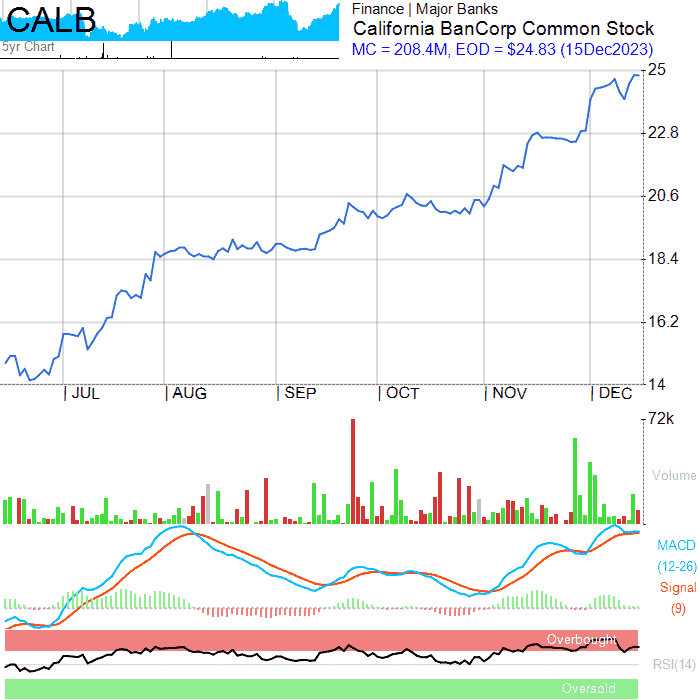 CALB
5yr Chart
Finance | Major Banks
California BanCorp Common Stock
MC = 208.4M, EOD = $24.83 (15Dec2023)
25
22.8
20.6
18.4
16.2
14
JUL AUG SEP OCT NOV DEC
72k
Volume
MACD
(12-26)
Signal
(9)
Overbought
RSI(14)
Oversold